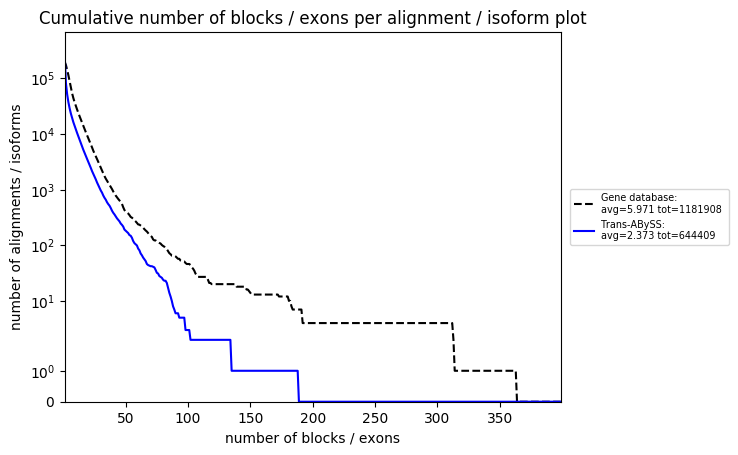 Cumulative number of blocks / exons per alignment / isoform plot
number of alignments / isoforms
10^5
10^4
10^3
10^2
10^1
10^0
0
50
100
150
200
250
300
350
number of blocks / exons
Gene database:
avg=5.971 tot=1181908
Trans-ABySS:
avg=2.373 tot=644409